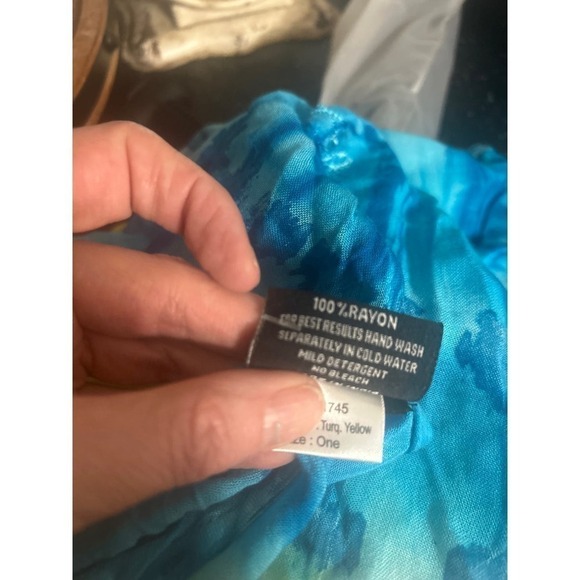 100% RAYON
FOR BEST RESULTS HAND WASH
SEPARATELY IN COLD WATER
MILD DETERGENT
NO BLEACH
745
: Turq. Yellow
ze : One